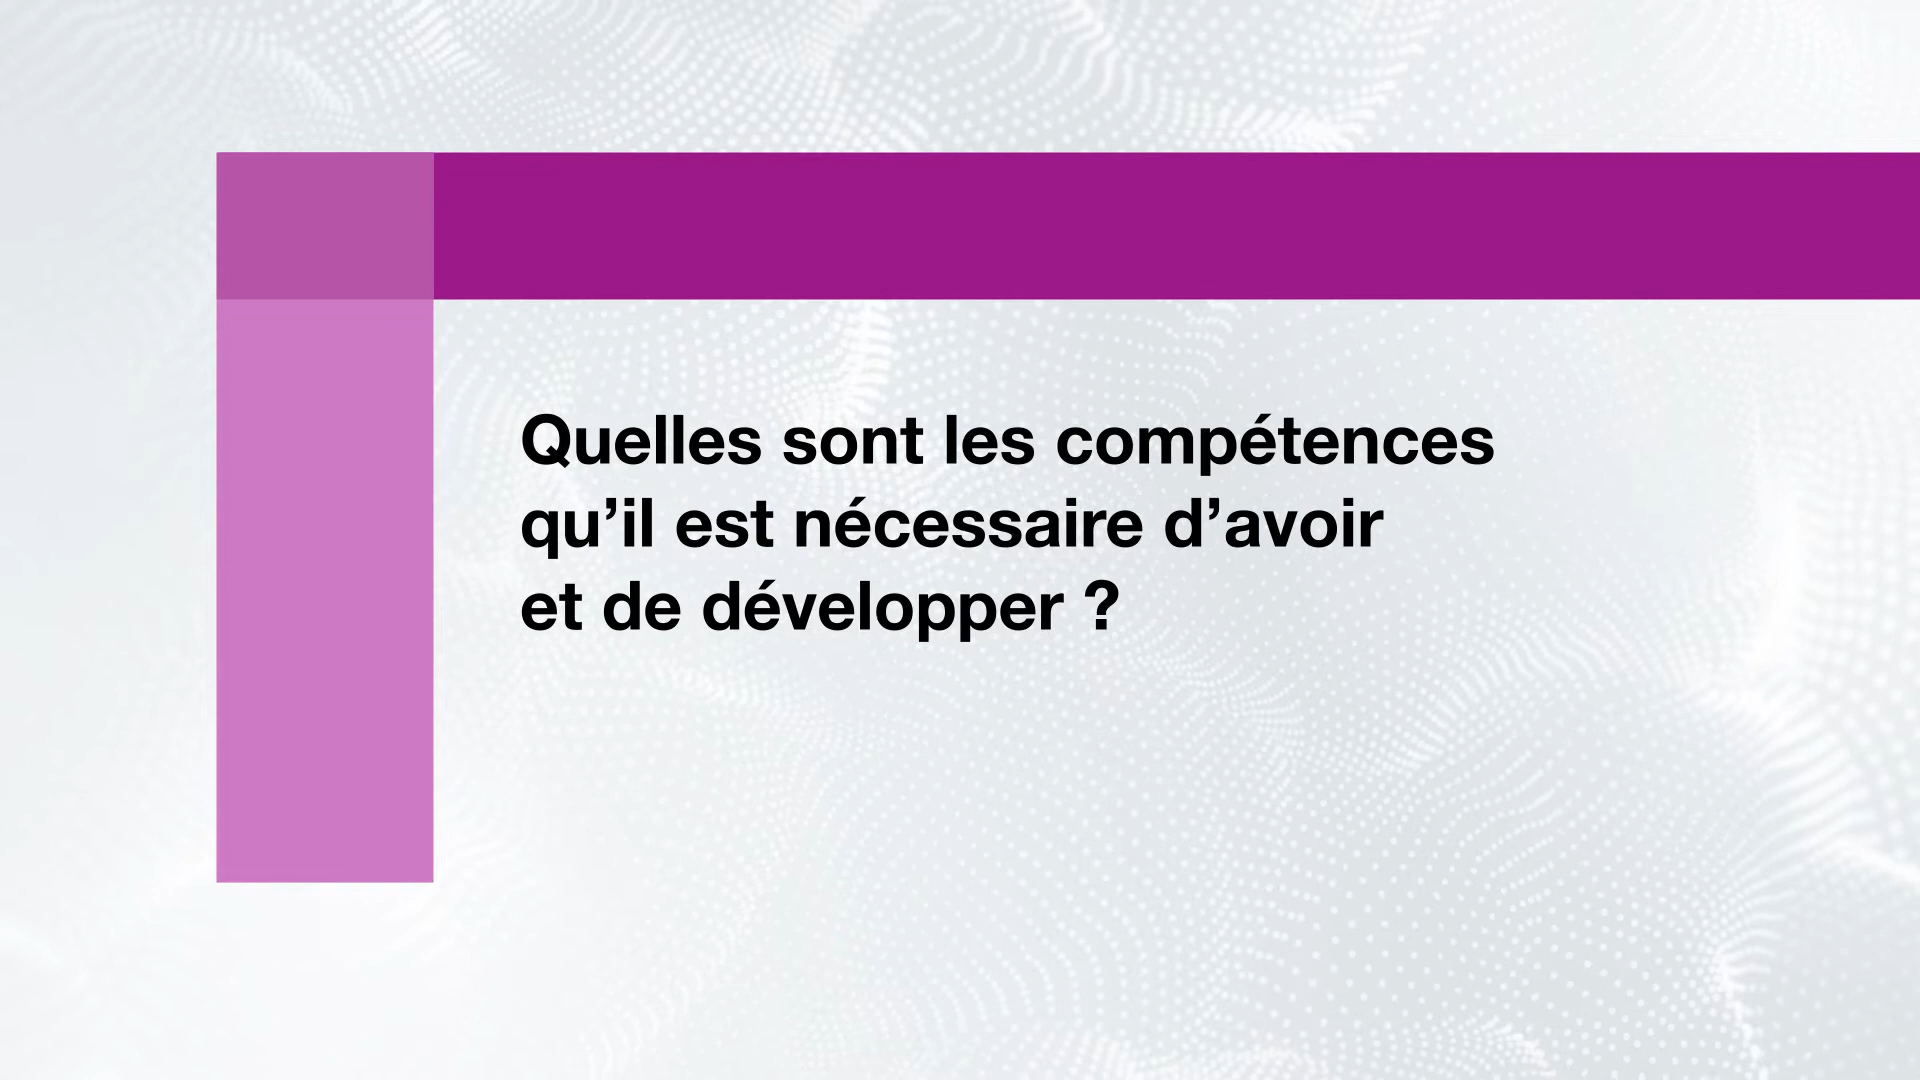 Quelles sont les compétences
qu’il est nécessaire d’avoir
et de développer ?